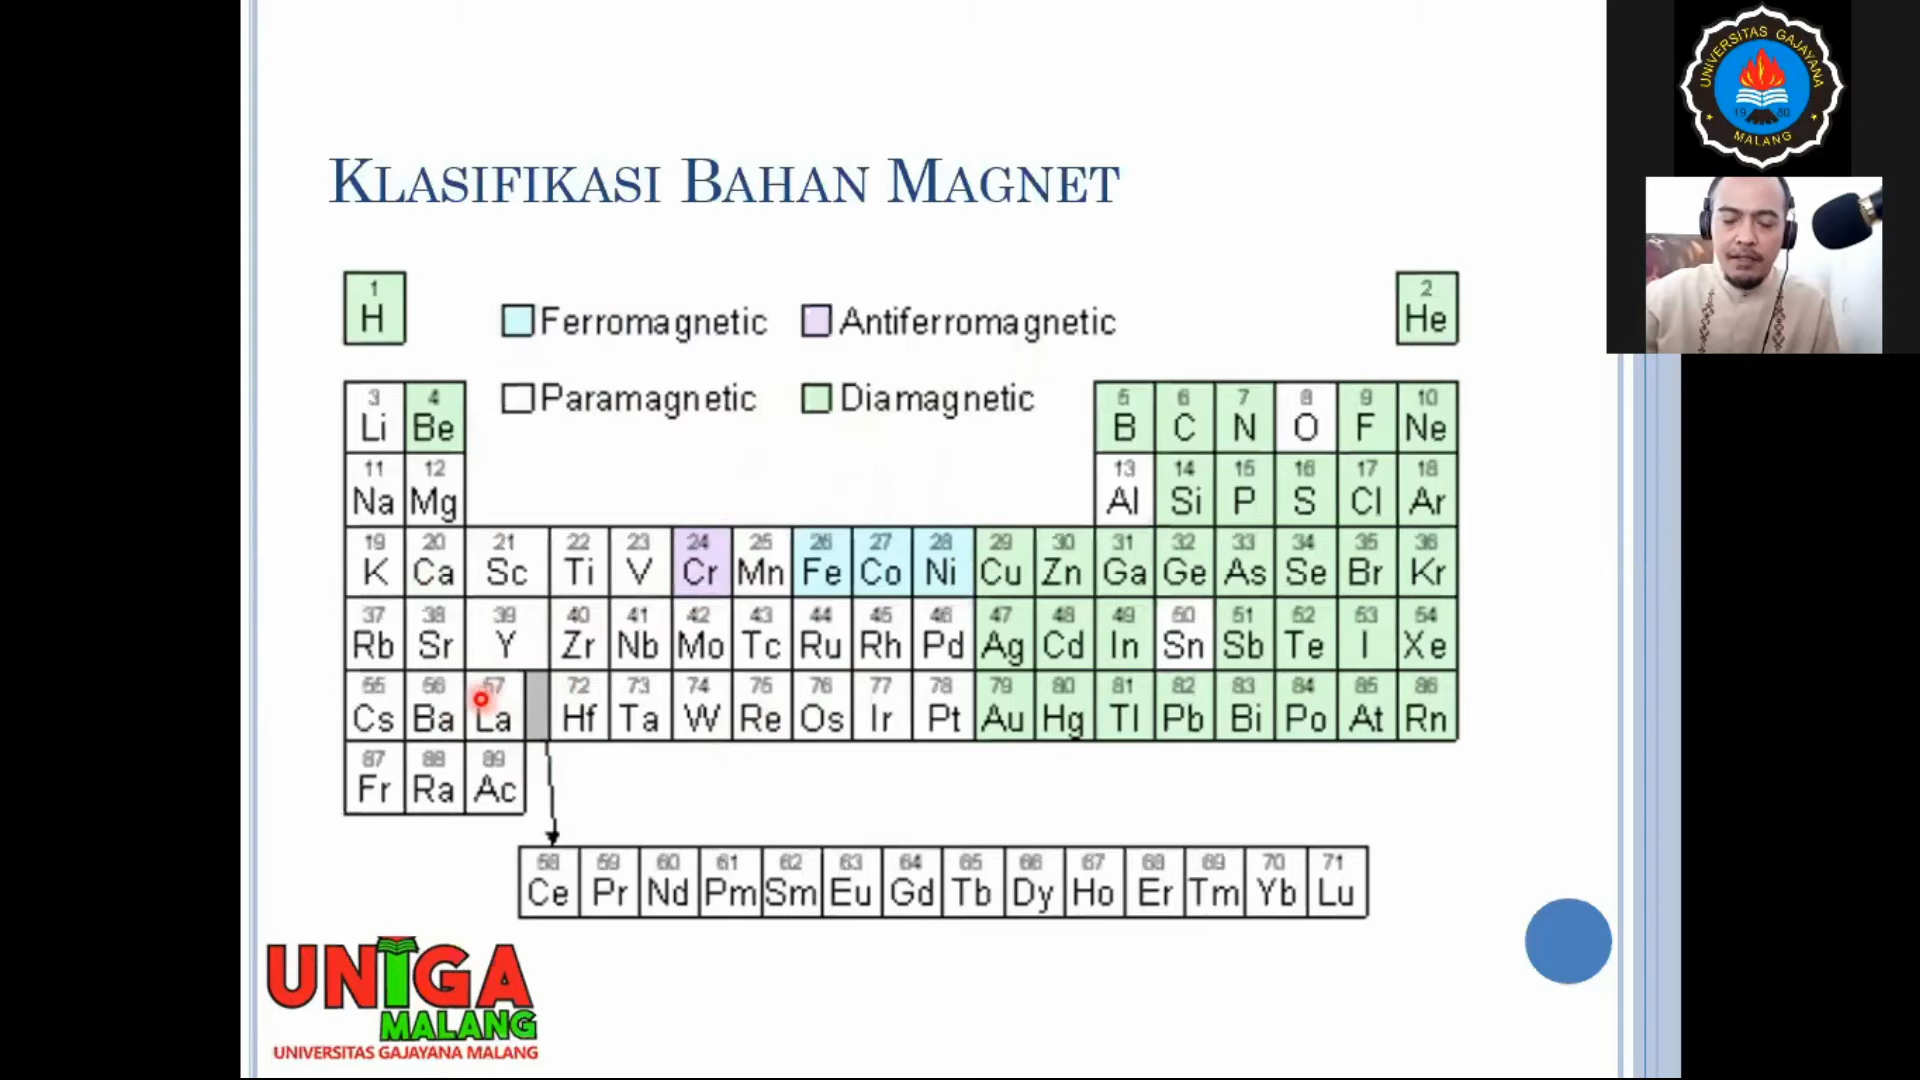 KLASIFIKASI BAHAN MAGNET
UNIVERSITAS GAJAYANA
1980
MALANG
1 2
H He
Ferromagnetic Antiferromagnetic
Paramagnetic Diamagnetic
3 4 5 6 7 8 9 10
Li Be B C N O F Ne
11 12 13 14 15 16 17 18
Na Mg Al Si P S Cl Ar
19 20 21 22 23 24 25 26 27 28 29 30 31 32 33 34 35 36
K Ca Sc Ti V Cr Mn Fe Co Ni Cu Zn Ga Ge As Se Br Kr
37 38 39 40 41 42 43 44 45 46 47 48 49 50 51 52 53 54
Rb Sr Y Zr Nb Mo Tc Ru Rh Pd Ag Cd In Sn Sb Te I Xe
55 56 57 72 73 74 75 76 77 78 79 80 81 82 83 84 85 86
Cs Ba La Hf Ta W Re Os Ir Pt Au Hg Tl Pb Bi Po At Rn
87 88 89
Fr Ra Ac
58 59 60 61 62 63 64 65 66 67 68 69 70 71
Ce Pr Nd Pm Sm Eu Gd Tb Dy Ho Er Tm Yb Lu
UNIGA
MALANG
UNIVERSITAS GAJAYANA MALANG